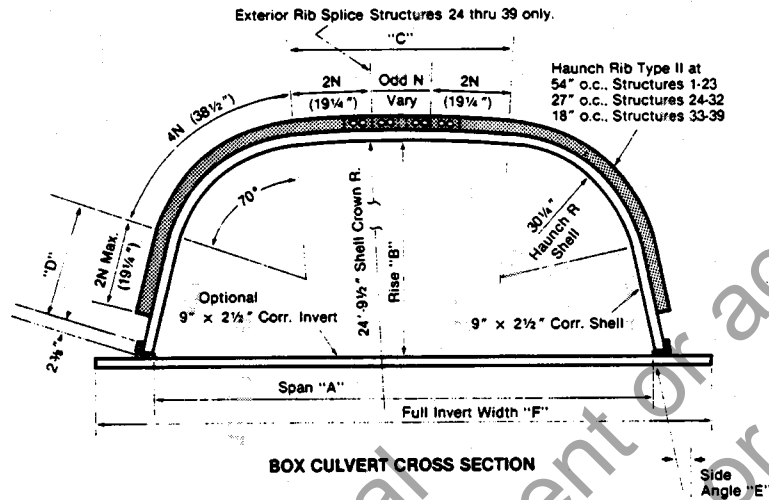 Exterior Rib Splice Structures 24 thru 39 only.
"C"
2N Odd N 2N
(19¼") Vary (19¼")
4N (38½")
Haunch Rib Type II at
54" o.c., Structures 1-23
27" o.c., Structures 24-32
18" o.c., Structures 33-39
70°
24'-9½" Shell Crown R.
Rise "B"
30¼"
Haunch R
Shell
"D"
2N Max.
(19¼")
2⅜"
Optional
9" × 2½" Corr. Invert
9" × 2½" Corr. Shell
Span "A"
Full Invert Width "F"
BOX CULVERT CROSS SECTION
Side
Angle "E"